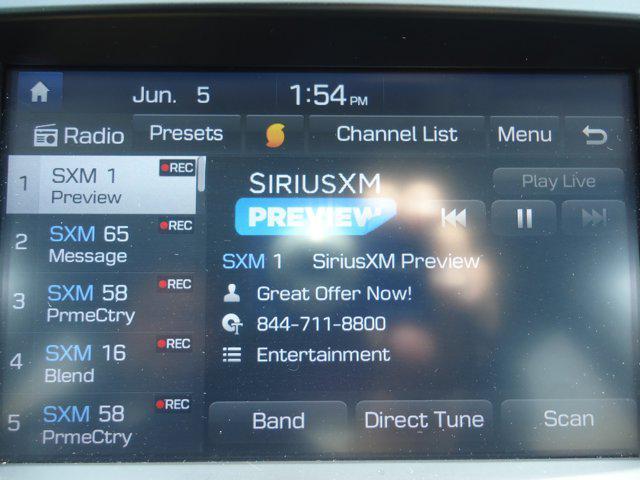 Jun. 5 1:54 PM
Radio Presets Channel List Menu
1 SXM 1 REC
Preview
2 SXM 65 REC
Message
3 SXM 58 REC
PrmeCtry
4 SXM 16 REC
Blend
5 SXM 58 REC
PrmeCtry
SIRIUSXM
PREVIEW
Play Live
SXM 1 SiriusXM Preview
Great Offer Now!
844-711-8800
Entertainment
Band Direct Tune Scan